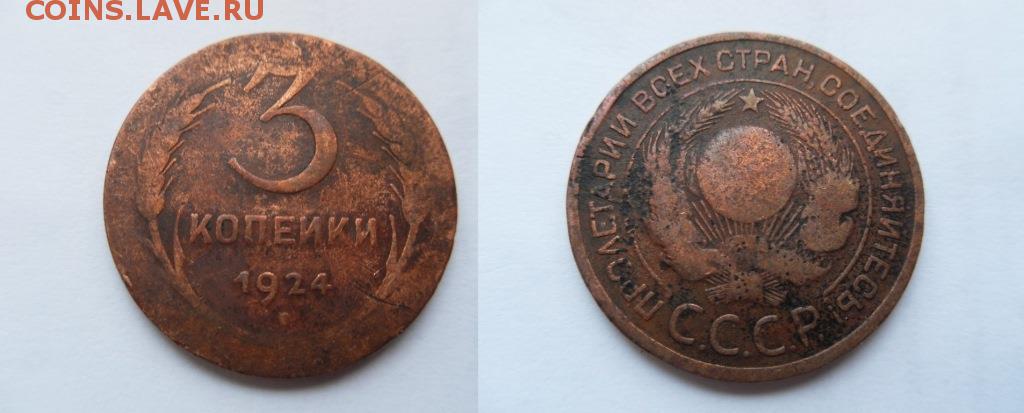 COINS.LAVE.RU
3
КОПЕЙКИ
1924
ПРОЛЕТАРИИ ВСЕХ СТРАН, СОЕДИНЯЙТЕСЬ!
С.С.С.Р.